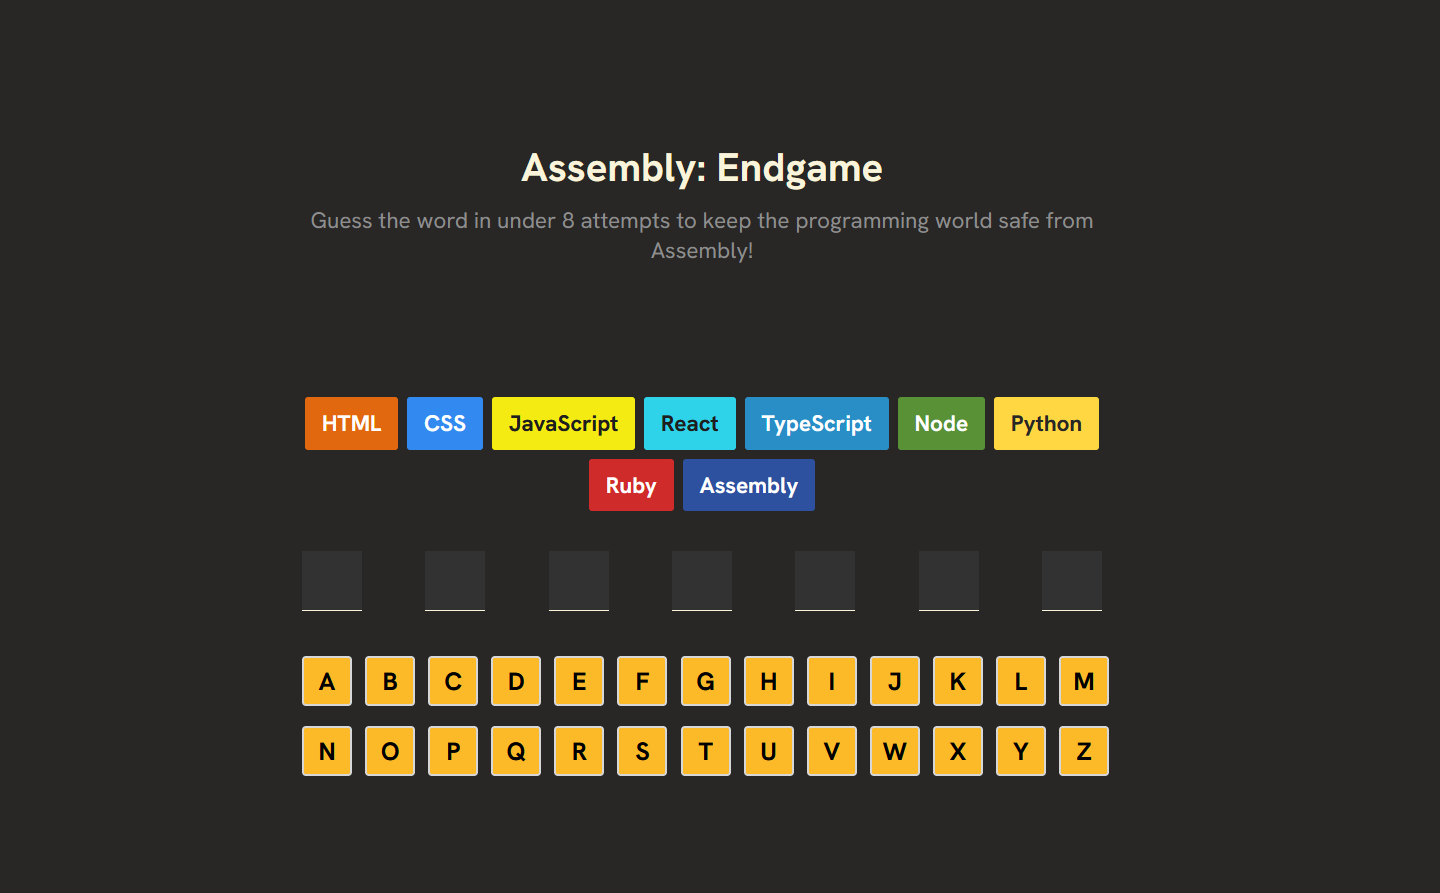 Assembly: Endgame
Guess the word in under 8 attempts to keep the programming world safe from
Assembly!
HTML CSS JavaScript React TypeScript Node Python
Ruby Assembly
A B C D E F G H I J K L M
N O P Q R S T U V W X Y Z